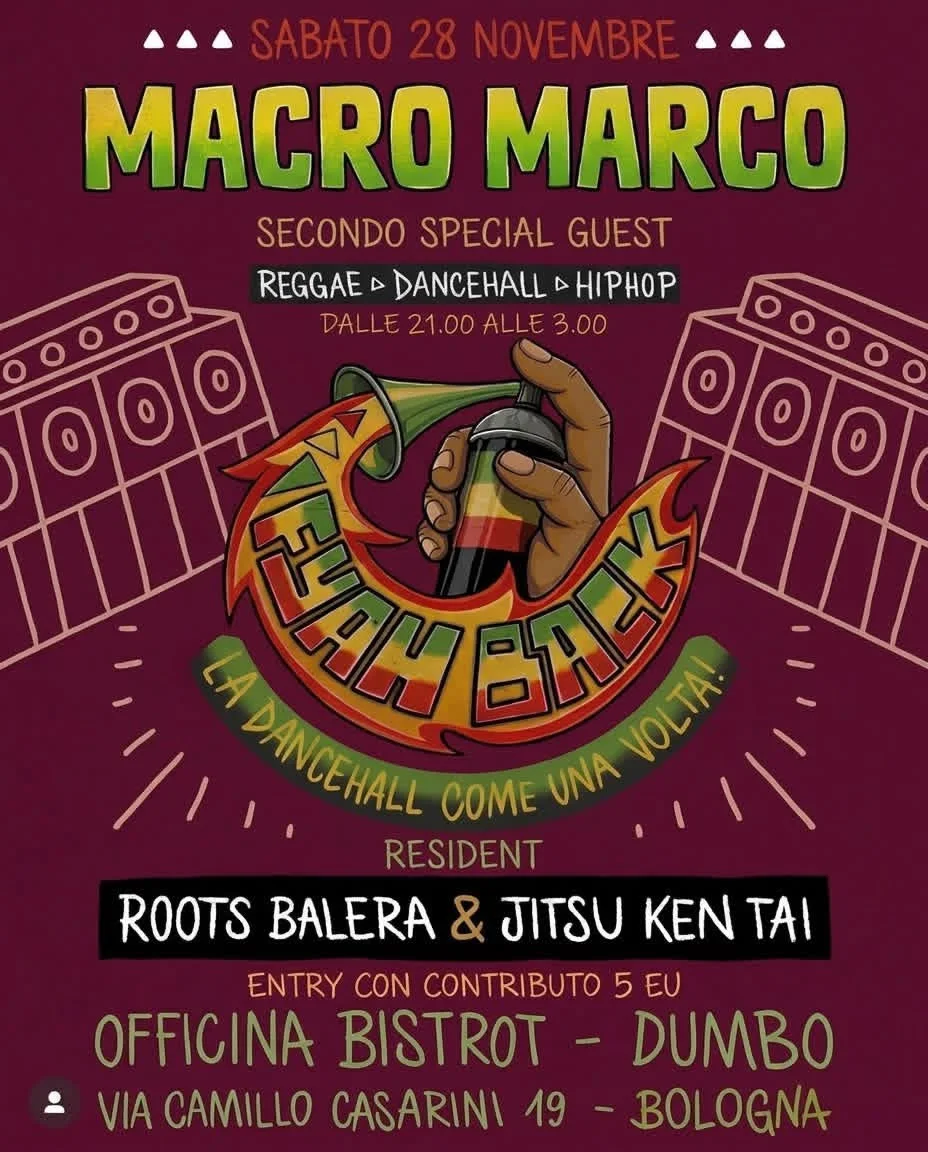 SABATO 28 NOVEMBRE
MACRO MARCO
SECONDO SPECIAL GUEST
REGGAE ▷ DANCEHALL ▷ HIPHOP
DALLE 21.00 ALLE 3.00
FYAH BACK
LA DANCEHALL COME UNA VOLTA!
RESIDENT
ROOTS BALERA & JITSU KEN TAI
ENTRY CON CONTRIBUTO 5 EU
OFFICINA BISTROT - DUMBO
VIA CAMILLO CASARINI 19 - BOLOGNA